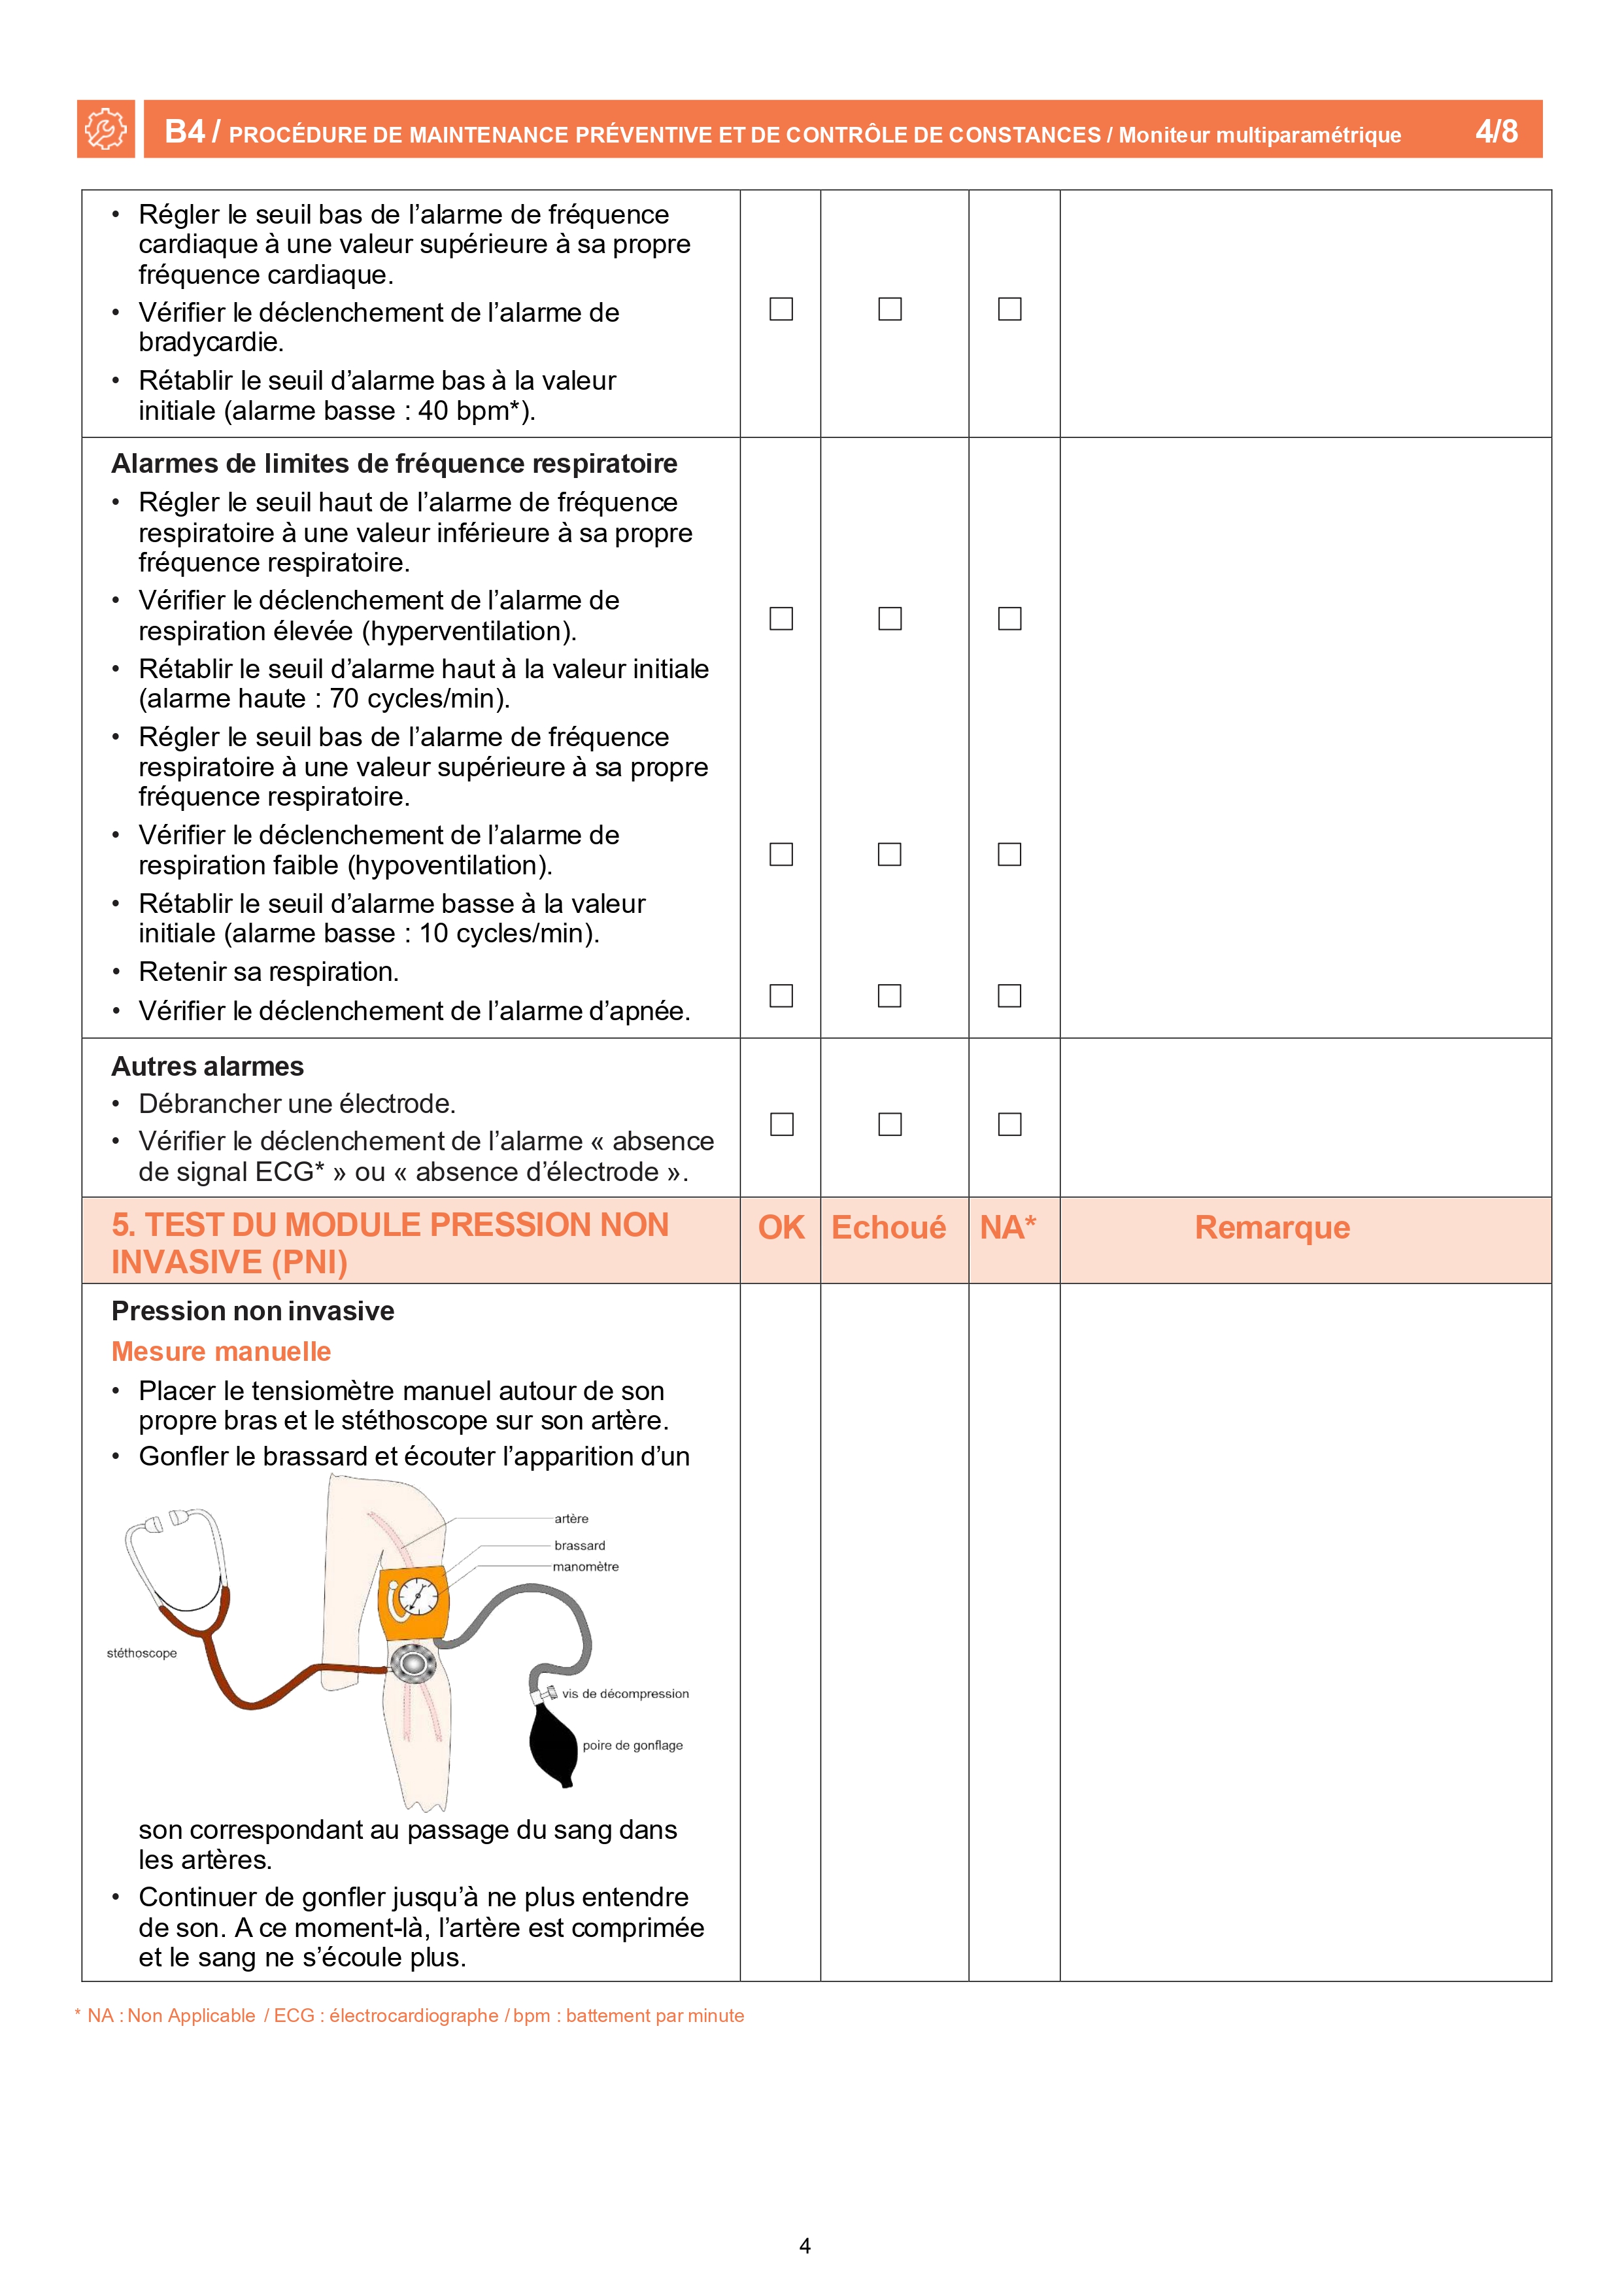 B4 / PROCÉDURE DE MAINTENANCE PRÉVENTIVE ET DE CONTRÔLE DE CONSTANCES / Moniteur multiparamétrique 4/8
• Régler le seuil bas de l’alarme de fréquence
cardiaque à une valeur supérieure à sa propre
fréquence cardiaque.
• Vérifier le déclenchement de l’alarme de
bradycardie.
• Rétablir le seuil d’alarme bas à la valeur
initiale (alarme basse : 40 bpm*).
Alarmes de limites de fréquence respiratoire
• Régler le seuil haut de l’alarme de fréquence
respiratoire à une valeur inférieure à sa propre
fréquence respiratoire.
• Vérifier le déclenchement de l’alarme de
respiration élevée (hyperventilation).
• Rétablir le seuil d’alarme haut à la valeur initiale
(alarme haute : 70 cycles/min).
• Régler le seuil bas de l’alarme de fréquence
respiratoire à une valeur supérieure à sa propre
fréquence respiratoire.
• Vérifier le déclenchement de l’alarme de
respiration faible (hypoventilation).
• Rétablir le seuil d’alarme basse à la valeur
initiale (alarme basse : 10 cycles/min).
• Retenir sa respiration.
• Vérifier le déclenchement de l’alarme d’apnée.
Autres alarmes
• Débrancher une électrode.
• Vérifier le déclenchement de l’alarme « absence
de signal ECG* » ou « absence d’électrode ».
5. TEST DU MODULE PRESSION NON
INVASIVE (PNI)
OK Echoué NA* Remarque
Pression non invasive
Mesure manuelle
• Placer le tensiomètre manuel autour de son
propre bras et le stéthoscope sur son artère.
• Gonfler le brassard et écouter l’apparition d’un
artère
brassard
manomètre
stéthoscope
vis de décompression
poire de gonflage
son correspondant au passage du sang dans
les artères.
• Continuer de gonfler jusqu’à ne plus entendre
de son. A ce moment-là, l’artère est comprimée
et le sang ne s’écoule plus.
* NA : Non Applicable / ECG : électrocardiographe / bpm : battement par minute
4